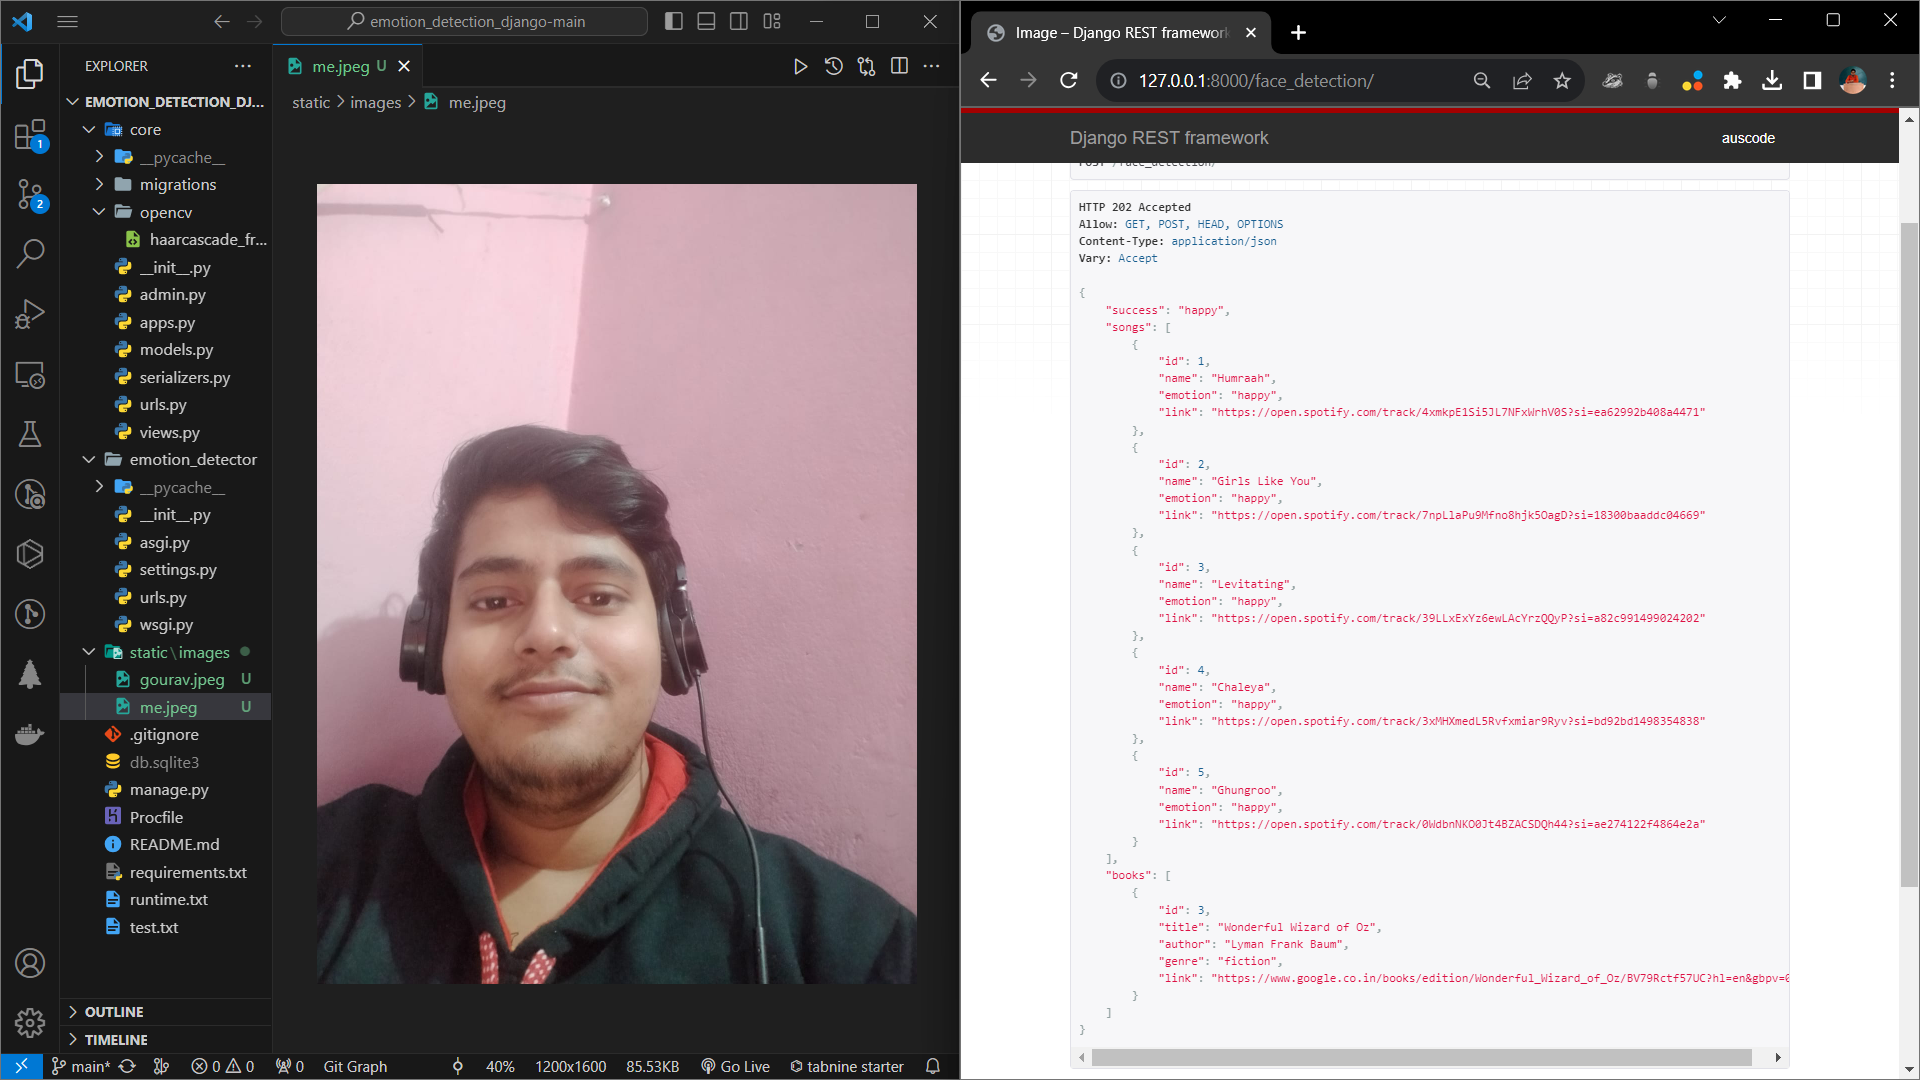 emotion_detection_django-main
EXPLORER
EMOTION_DETECTION_DJ...
core
__pycache__
migrations
opencv
haarcascade_fr...
__init__.py
admin.py
apps.py
models.py
serializers.py
urls.py
views.py
emotion_detector
__pycache__
__init__.py
asgi.py
settings.py
urls.py
wsgi.py
static\images
gourav.jpeg U
me.jpeg U
.gitignore
db.sqlite3
manage.py
Procfile
README.md
requirements.txt
runtime.txt
test.txt
OUTLINE
TIMELINE
1
2
me.jpeg U
static > images > me.jpeg
main* 0 0 0 Git Graph 40% 1200x1600 85.53KB Go Live tabnine starter
Image – Django REST framework
127.0.0.1:8000/face_detection/
Django REST framework auscode
POST /face_detection/
HTTP 202 Accepted
Allow: GET, POST, HEAD, OPTIONS
Content-Type: application/json
Vary: Accept
{
"success": "happy",
"songs": [
{
"id": 1,
"name": "Humraah",
"emotion": "happy",
"link": "https://open.spotify.com/track/4xmkpE1Si5JL7NFxWrhV0S?si=ea62992b408a4471"
},
{
"id": 2,
"name": "Girls Like You",
"emotion": "happy",
"link": "https://open.spotify.com/track/7npLlaPu9Mfno8hjk5OagD?si=18300baaddc04669"
},
{
"id": 3,
"name": "Levitating",
"emotion": "happy",
"link": "https://open.spotify.com/track/39LLxExYz6ewLAcYrzQQyP?si=a82c991499024202"
},
{
"id": 4,
"name": "Chaleya",
"emotion": "happy",
"link": "https://open.spotify.com/track/3xMHXmedL5Rvfxmiar9Ryv?si=bd92bd1498354838"
},
{
"id": 5,
"name": "Ghungroo",
"emotion": "happy",
"link": "https://open.spotify.com/track/0WdbnNKO0Jt4BZACSDQh44?si=ae274122f4864e2a"
}
],
"books": [
{
"id": 3,
"title": "Wonderful Wizard of Oz",
"author": "Lyman Frank Baum",
"genre": "fiction",
"link": "https://www.google.co.in/books/edition/Wonderful_Wizard_of_Oz/BV79Rctf57UC?hl=en&gbpv=0
}
]
}